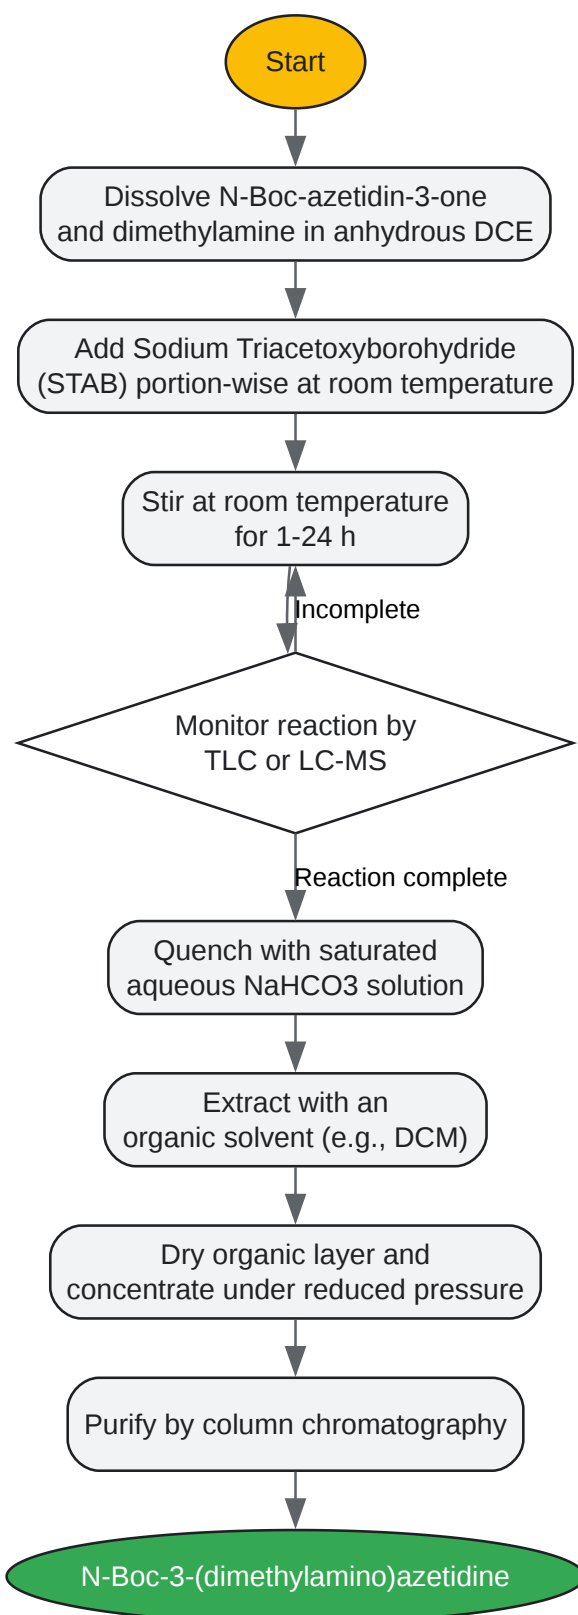 Start
Dissolve N-Boc-azetidin-3-one
and dimethylamine in anhydrous DCE
Add Sodium Triacetoxyborohydride
(STAB) portion-wise at room temperature
Stir at room temperature
for 1-24 h
Incomplete
Monitor reaction by
TLC or LC-MS
Reaction complete
Quench with saturated
aqueous NaHCO3 solution
Extract with an
organic solvent (e.g., DCM)
Dry organic layer and
concentrate under reduced pressure
Purify by column chromatography
N-Boc-3-(dimethylamino)azetidine